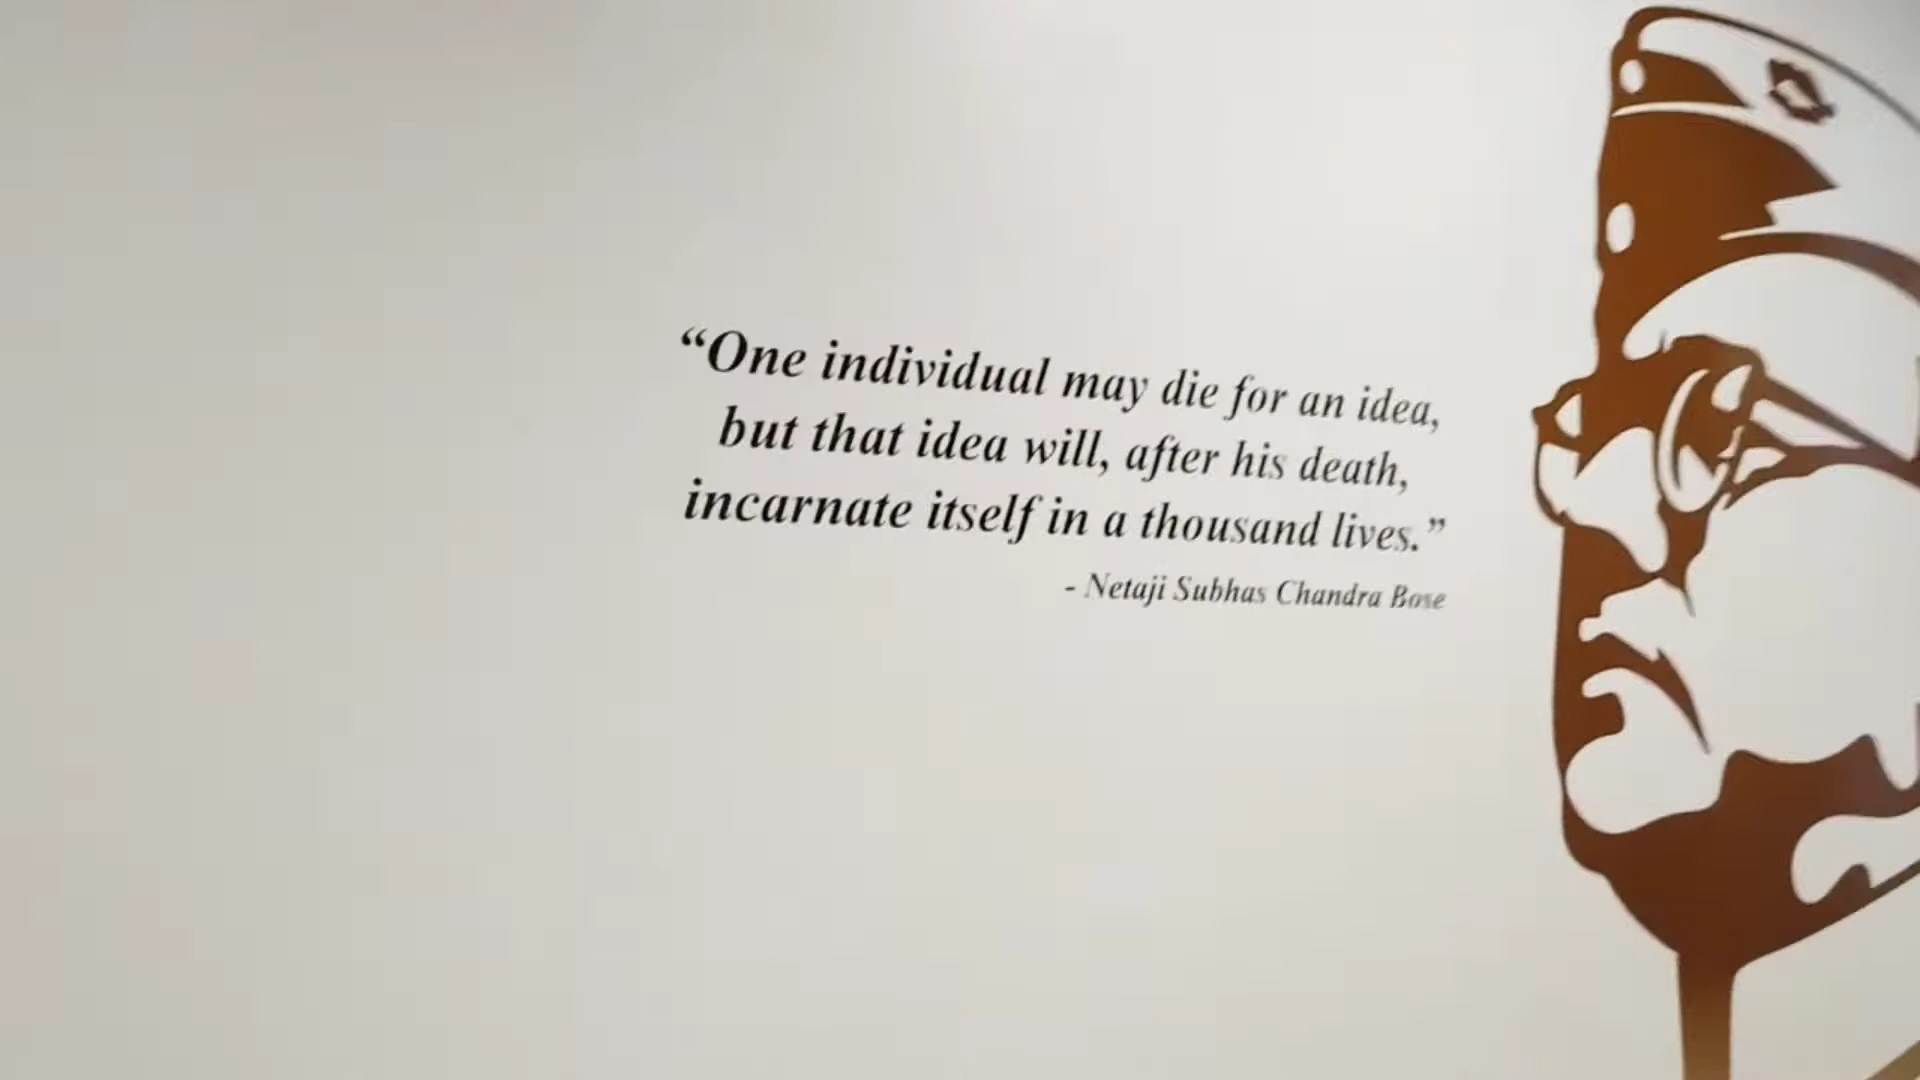 “One individual may die for an idea,
but that idea will, after his death,
incarnate itself in a thousand lives.”
- Netaji Subhas Chandra Bose